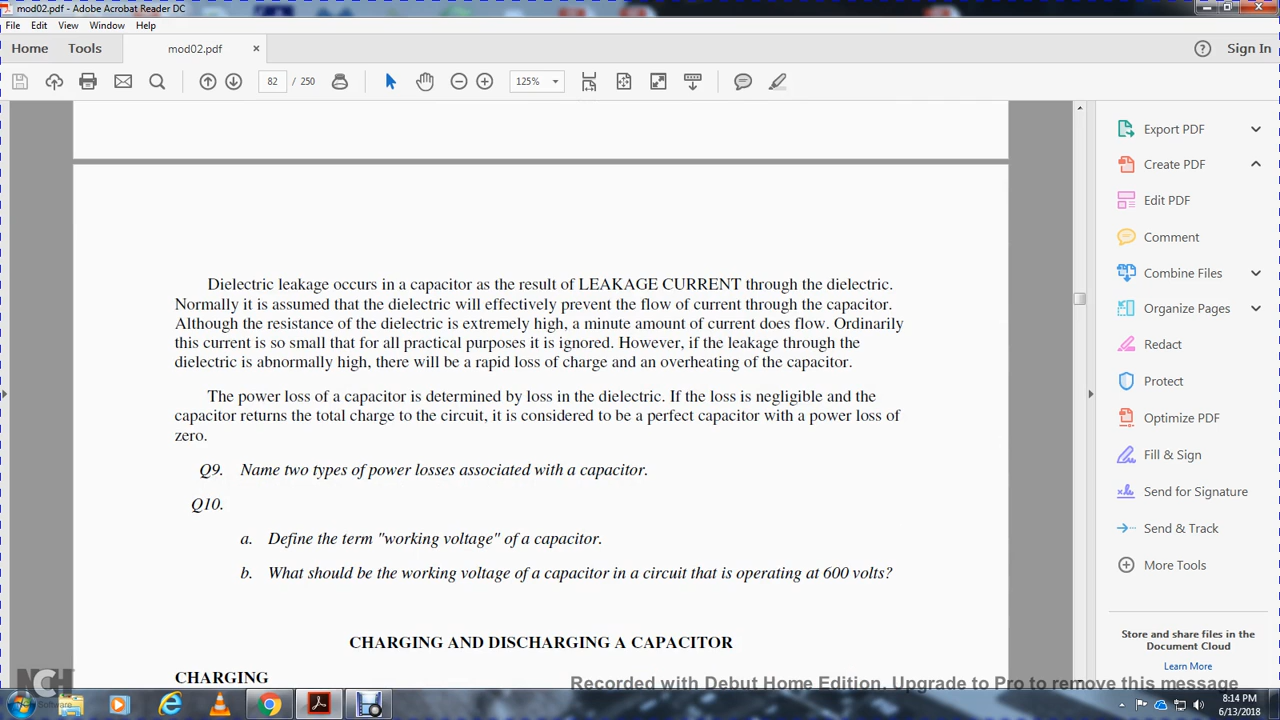 mod02.pdf - Adobe Acrobat Reader DC
File Edit View Window Help
Home Tools mod02.pdf × Sign In
82 / 250 125%
Dielectric leakage occurs in a capacitor as the result of LEAKAGE CURRENT through the dielectric.
Normally it is assumed that the dielectric will effectively prevent the flow of current through the capacitor.
Although the resistance of the dielectric is extremely high, a minute amount of current does flow. Ordinarily
this current is so small that for all practical purposes it is ignored. However, if the leakage through the
dielectric is abnormally high, there will be a rapid loss of charge and an overheating of the capacitor.
The power loss of a capacitor is determined by loss in the dielectric. If the loss is negligible and the
capacitor returns the total charge to the circuit, it is considered to be a perfect capacitor with a power loss of
zero.
Q9. Name two types of power losses associated with a capacitor.
Q10.
a. Define the term "working voltage" of a capacitor.
b. What should be the working voltage of a capacitor in a circuit that is operating at 600 volts?
CHARGING AND DISCHARGING A CAPACITOR
CHARGING
Export PDF
Create PDF
Edit PDF
Comment
Combine Files
Organize Pages
Redact
Protect
Optimize PDF
Fill & Sign
Send for Signature
Send & Track
More Tools
Store and share files in the
Document Cloud
Learn More
NCH
Software
Recorded with Debut Home Edition. Upgrade to Pro to remove this message
8:14 PM
6/13/2018